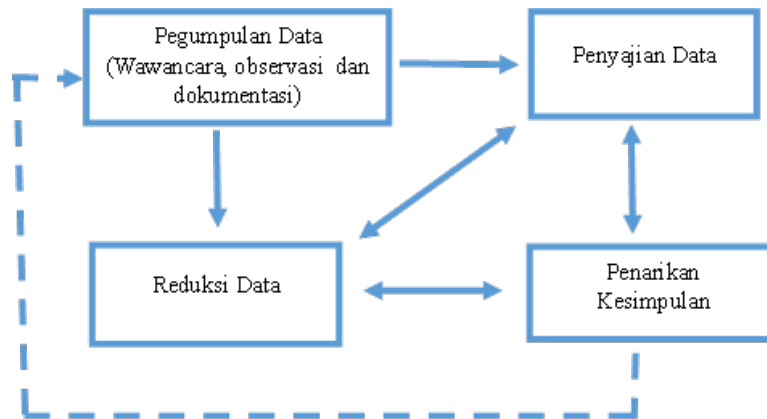 Pegumpulan Data
(Wawancara, observasi dan
dokumentasi)
Penyajian Data
Reduksi Data
Penarikan
Kesimpulan